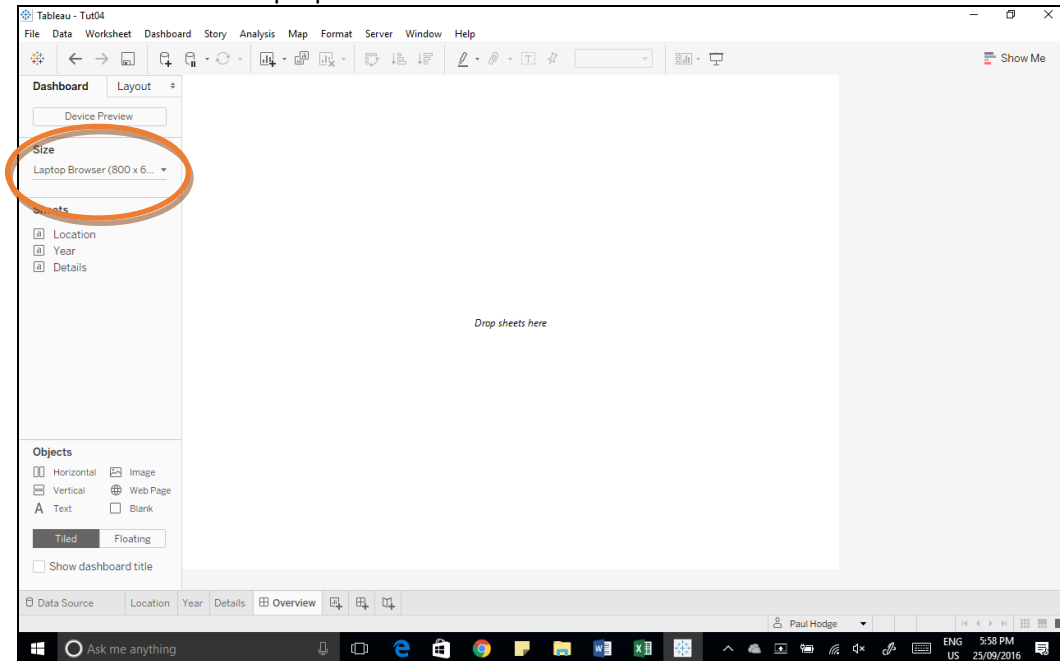 Tableau - Tut04
File Data Worksheet Dashboard Story Analysis Map Format Server Window Help
Show Me
Dashboard Layout
Device Preview
Size
Laptop Browser (800 x 6...
Sheets
Location
Year
Details
Drop sheets here
Objects
Horizontal Image
Vertical Web Page
A Text Blank
Tiled Floating
Show dashboard title
Data Source Location Year Details Overview
Paul Hodge
Ask me anything
ENG 5:58 PM
US 25/09/2016